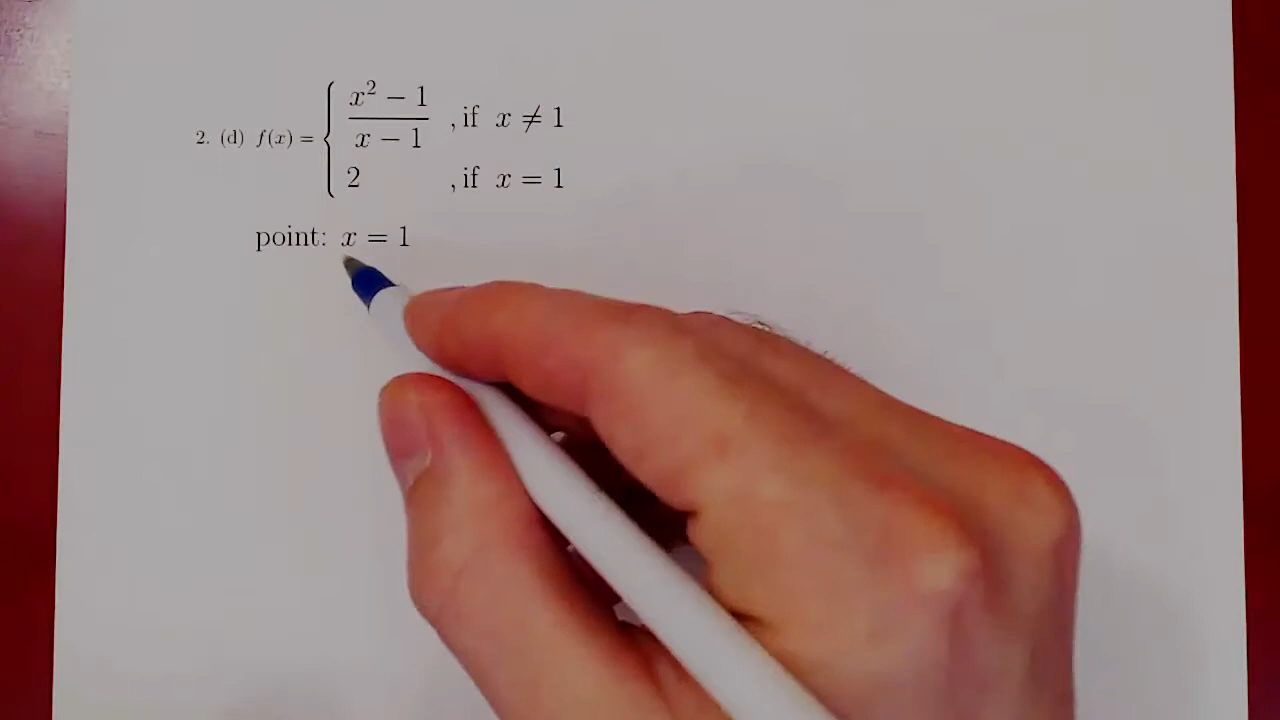 2. (d) f(x) = { (x² − 1)/(x − 1) , if x ≠ 1
2 , if x = 1
point: x = 1